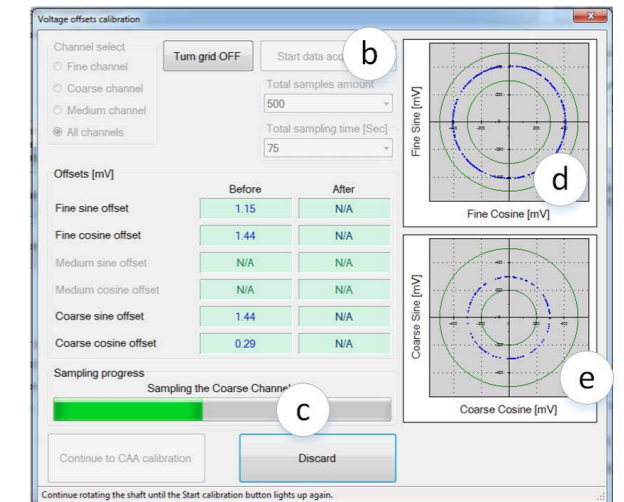 Voltage offsets calibration
Channel select
Fine channel
Coarse channel
Medium channel
All channels
Turn grid OFF
Start data
b
Total samples amount
500
Total sampling time [Sec]
75
Offsets [mV]
Before After
Fine sine offset 1.15 N/A
Fine cosine offset 1.44 N/A
Medium sine offset N/A N/A
Medium cosine offset N/A N/A
Coarse sine offset 1.44 N/A
Coarse cosine offset 0.29 N/A
Sampling progress
Sampling the Coarse Channel
c
Continue to CAA calibration
Discard
Continue rotating the shaft until the Start calibration button lights up again.
Fine Sine [mV]
d
Fine Cosine [mV]
Coarse Sine [mV]
e
Coarse Cosine [mV]